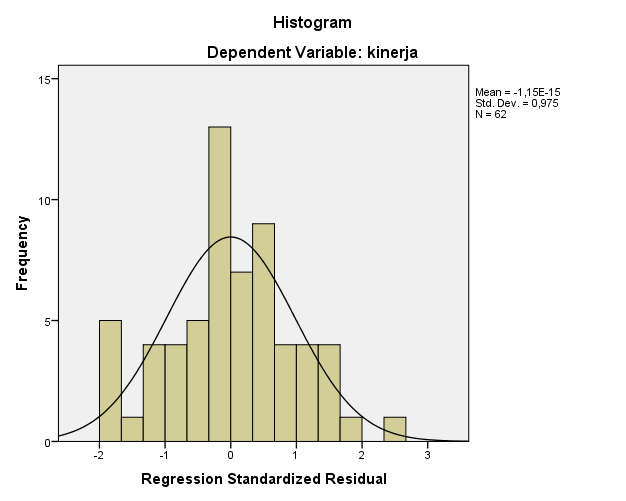 Histogram
Dependent Variable: kinerja
Mean = -1,15E-15
Std. Dev. = 0,975
N = 62
Frequency
15
10
5
0
-2 -1 0 1 2 3
Regression Standardized Residual